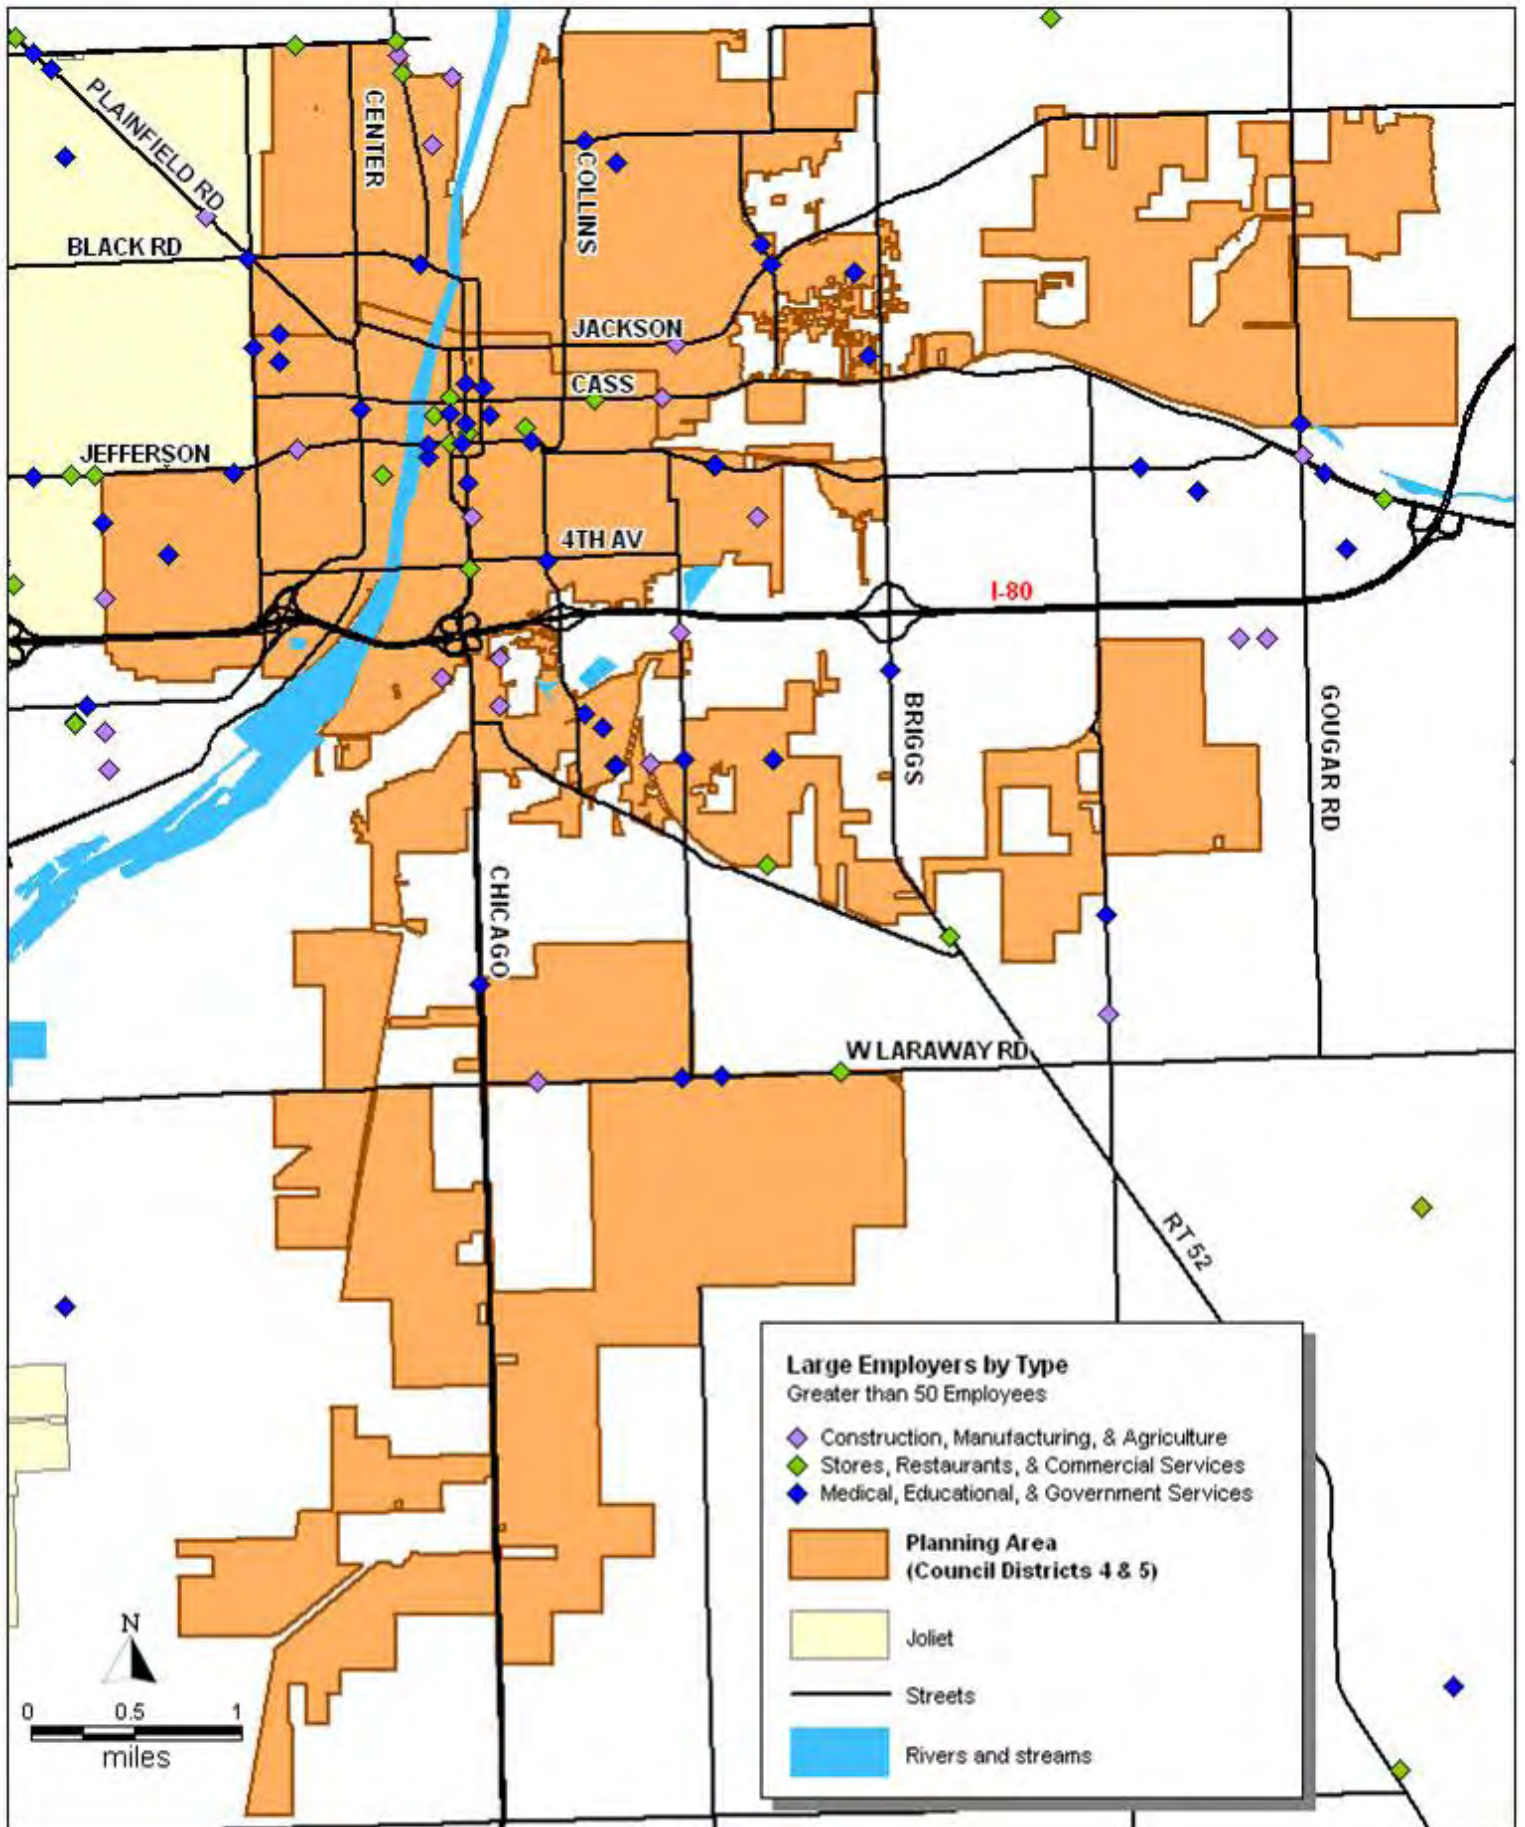 PLAINFIELD RD
CENTER
COLLINS
BLACK RD
JACKSON
CASS
JEFFERSON
4TH AV
I-80
BRIGGS
GOUGAR RD
CHICAGO
W LARAWAY RD
RT 52
Large Employers by Type
Greater than 50 Employees
Construction, Manufacturing, & Agriculture
Stores, Restaurants, & Commercial Services
Medical, Educational, & Government Services
Planning Area
(Council Districts 4 & 5)
Joliet
Streets
Rivers and streams
N
0 0.5 1
miles